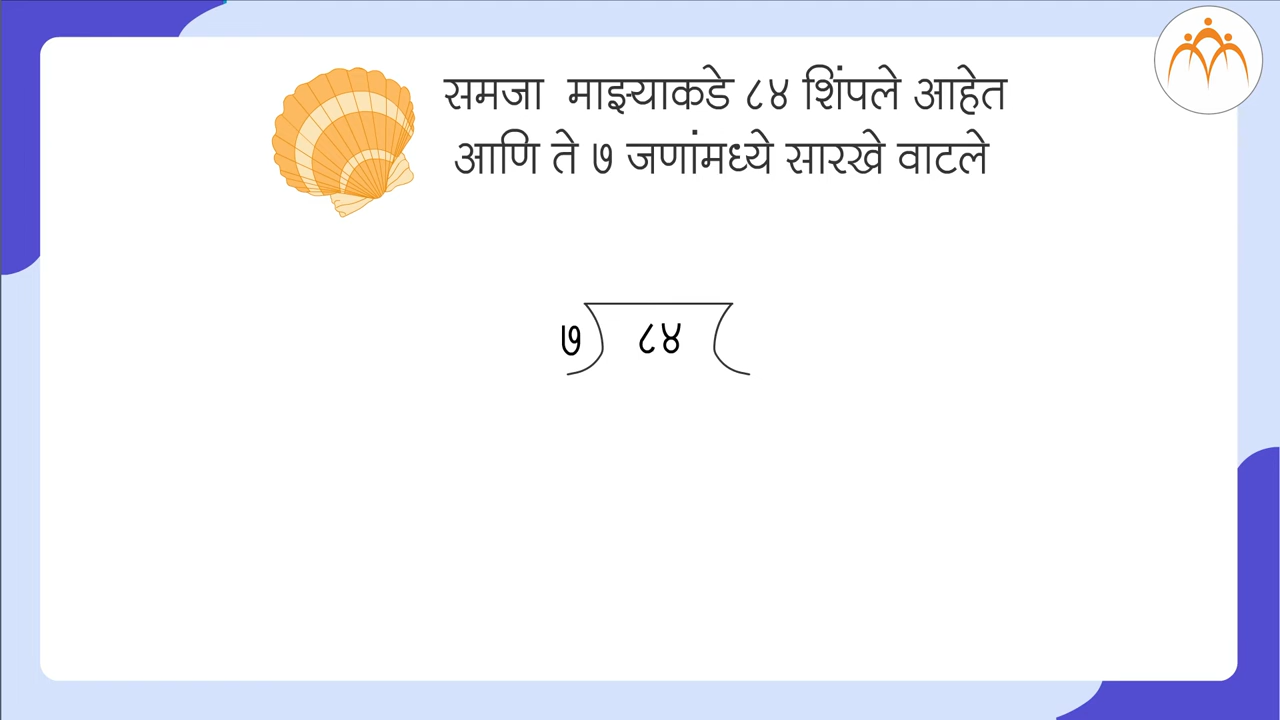 समजा माझ्याकडे ८४ शिंपले आहेत
आणि ते ७ जणांमध्ये सारखे वाटले
७ ८४